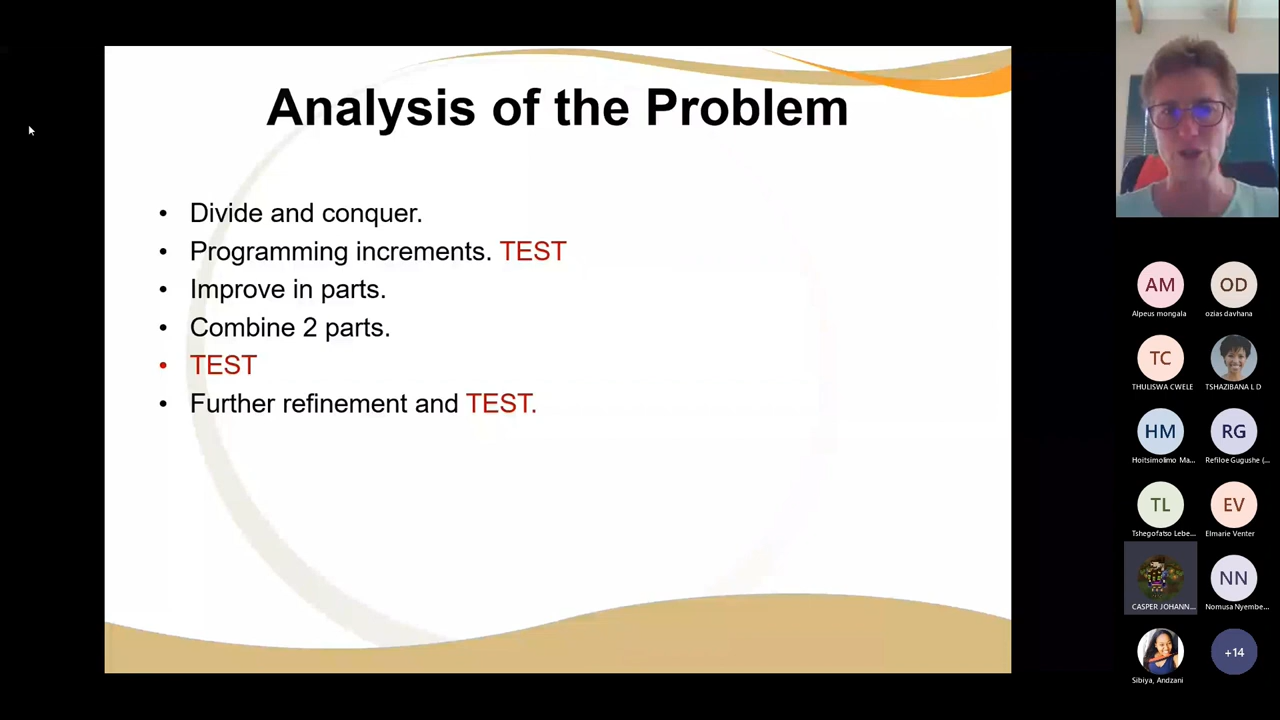 Analysis of the Problem
• Divide and conquer.
• Programming increments. TEST
• Improve in parts.
• Combine 2 parts.
• TEST
• Further refinement and TEST.
AM
OD
Alpeus mongala
ozias davhana
TC
THULISWA CWELE
TSHAZIBANA L D
HM
RG
Hoitsimolimo Ma...
Refiloe Gugushe (...
TL
EV
Tshegofatso Lebe...
Elmarie Venter
NN
CASPER JOHANN...
Nomusa Nyembe...
+14
Sibiya, Andzani